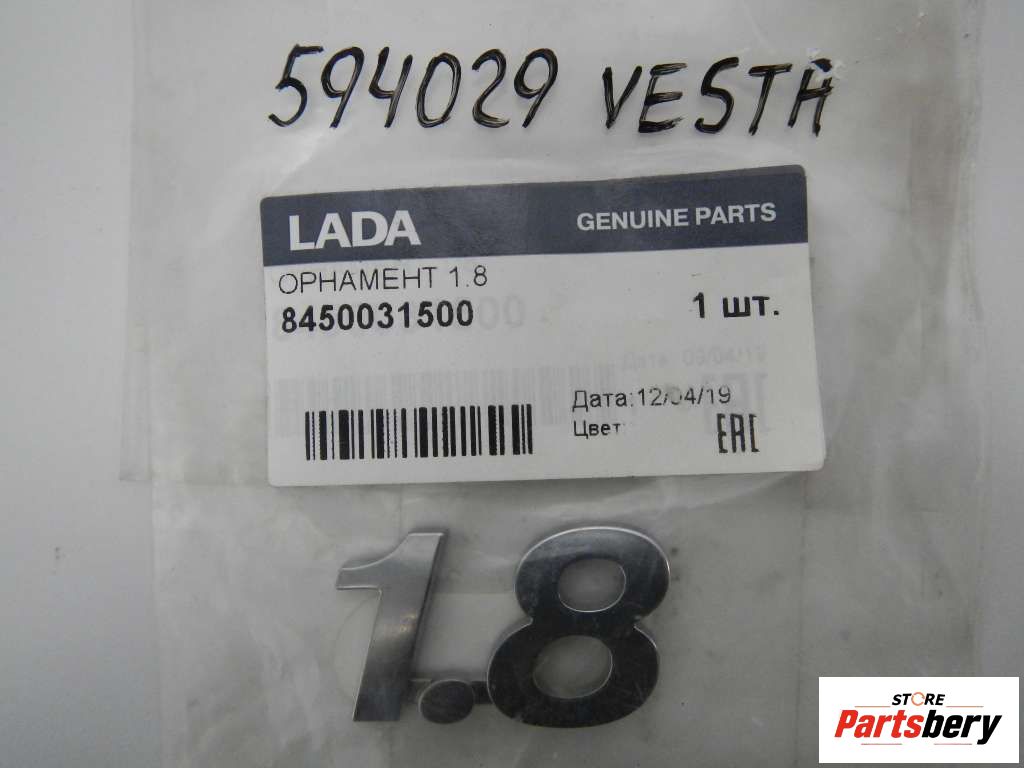 594029 VESTA
LADA GENUINE PARTS
ОРНАМЕНТ 1.8
8450031500 1 шт.
Дата:12/04/19
Цвет:
EAC
1.8
STORE
Partsbery